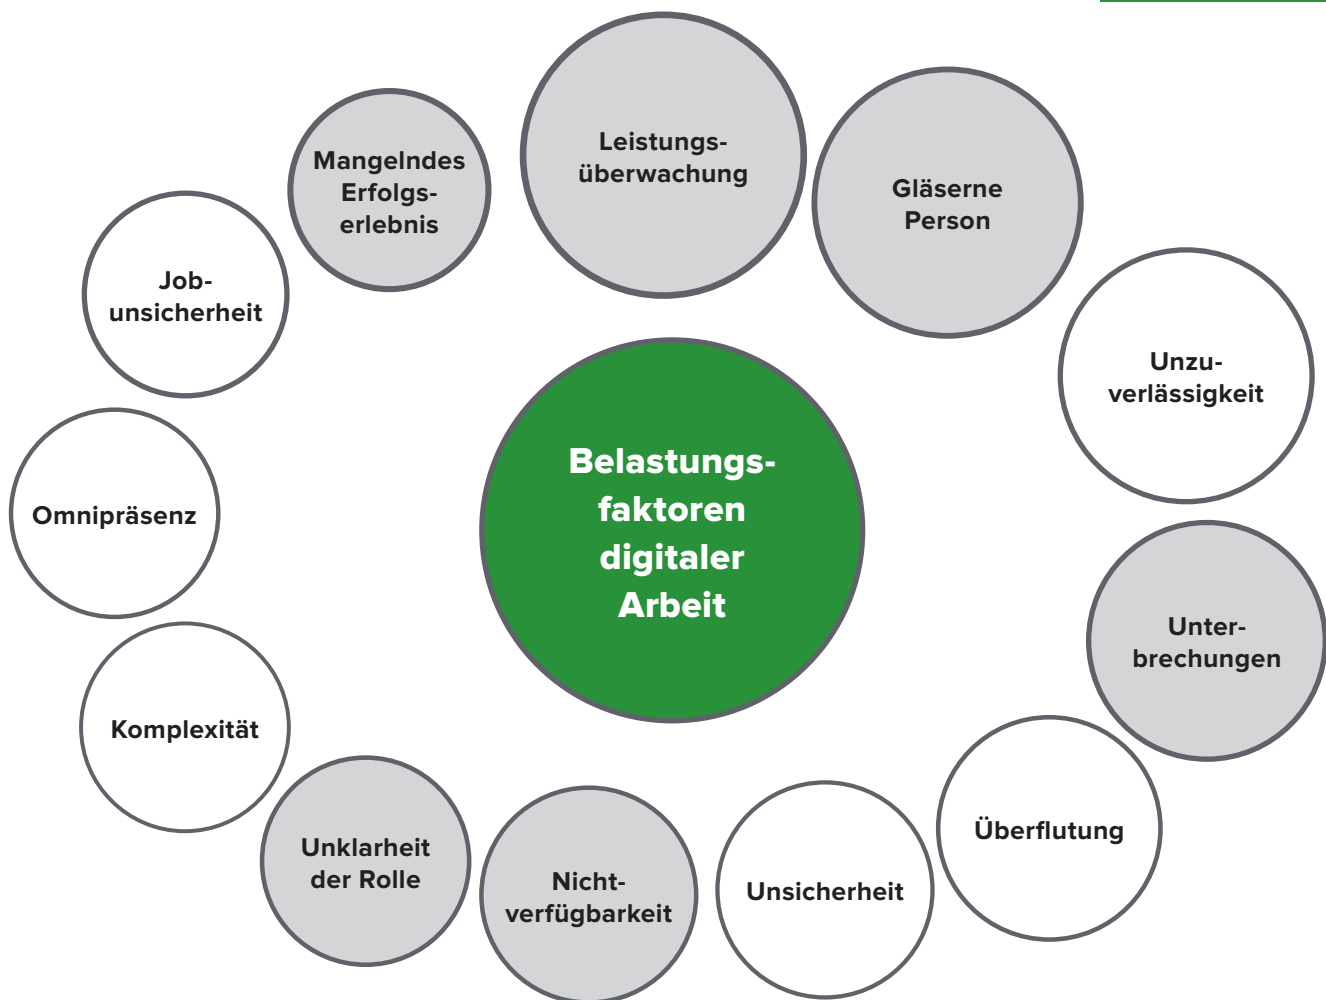 Leistungs-
überwachung
Gläserne
Person
Unzu-
verlässigkeit
Unter-
brechungen
Überflutung
Unsicherheit
Nicht-
verfügbarkeit
Unklarheit
der Rolle
Komplexität
Omnipräsenz
Job-
unsicherheit
Mangelndes
Erfolgs-
erlebnis
Belastungs-
faktoren
digitaler
Arbeit